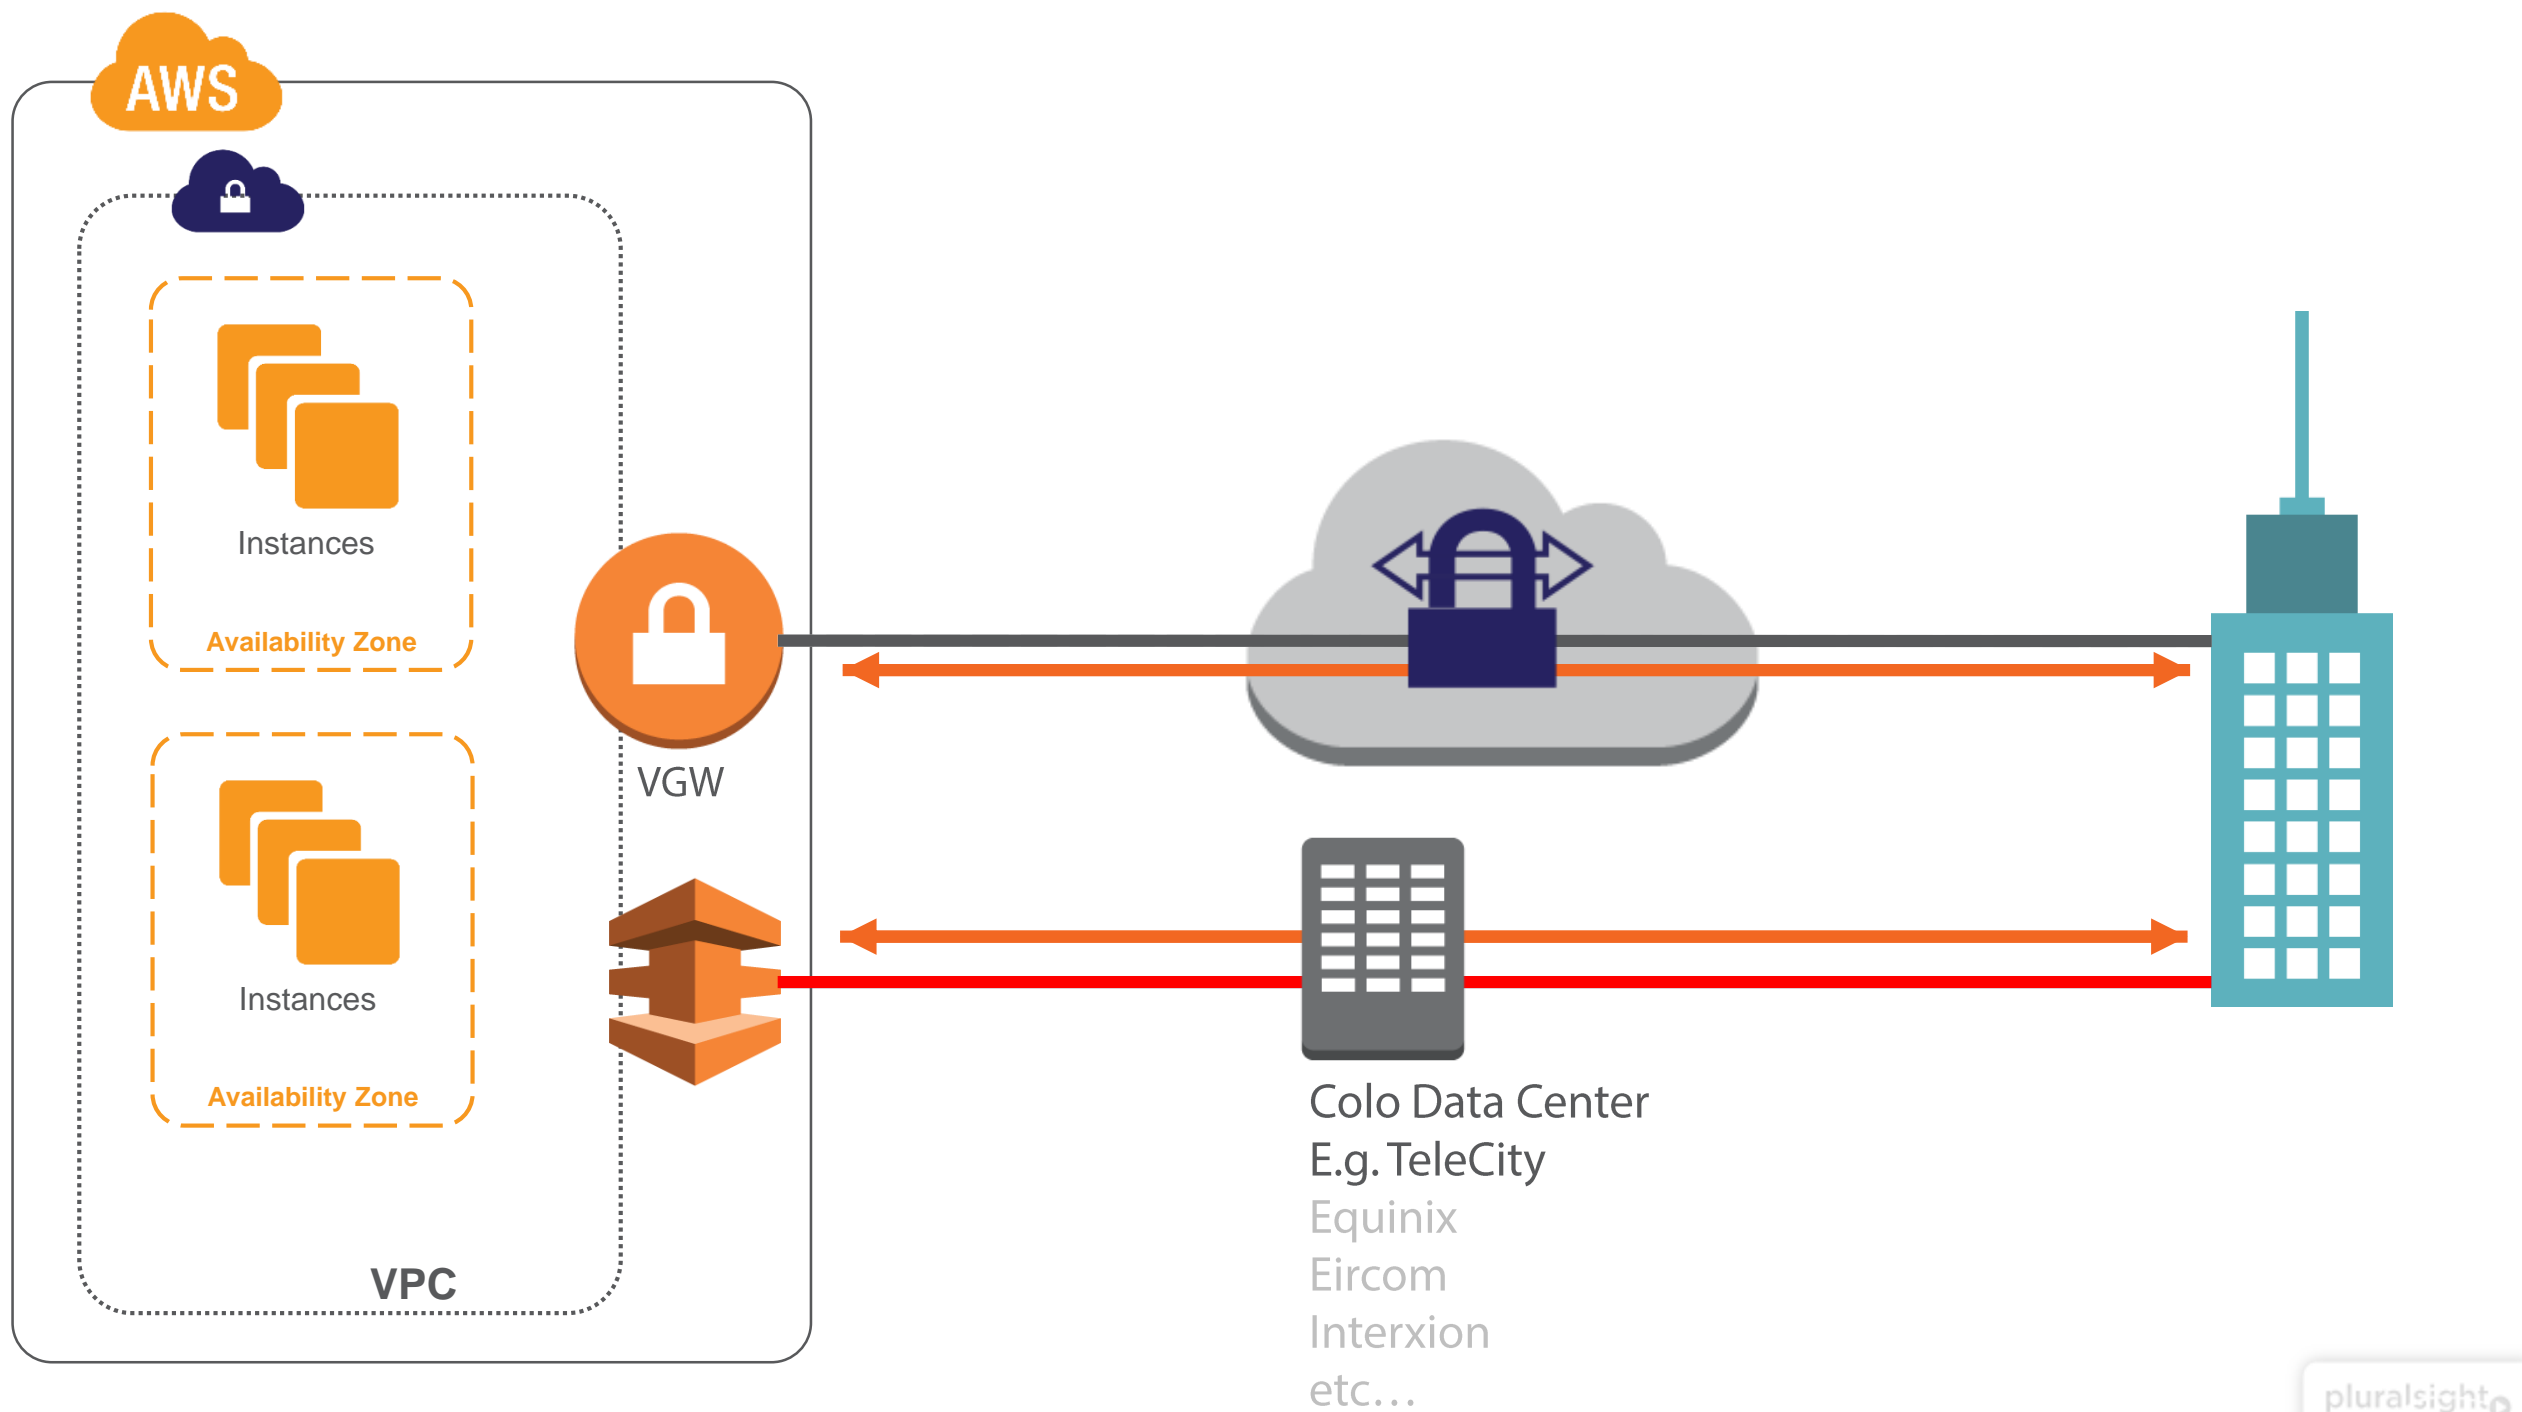 AWS
Instances
Availability Zone
VGW
Instances
Availability Zone
VPC
Colo Data Center
E.g. TeleCity
Equinix
Eircom
Interxion
etc...
pluralsight